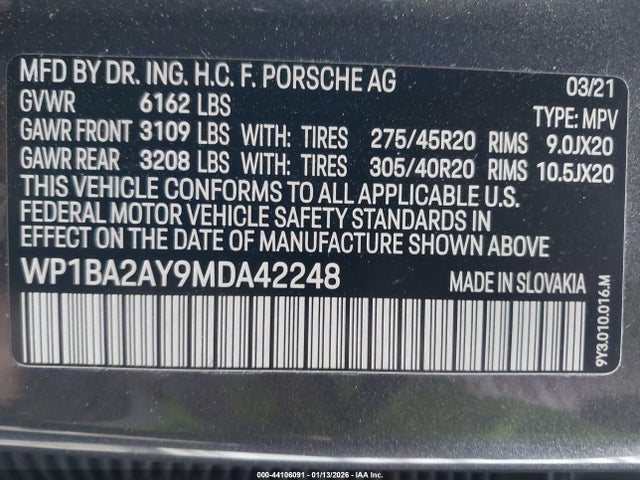 MFD BY DR. ING. H.C. F. PORSCHE AG 03/21
GVWR 6162 LBS TYPE: MPV
GAWR FRONT 3109 LBS WITH: TIRES 275/45R20 RIMS 9.0JX20
GAWR REAR 3208 LBS WITH: TIRES 305/40R20 RIMS 10.5JX20
THIS VEHICLE CONFORMS TO ALL APPLICABLE U.S.
FEDERAL MOTOR VEHICLE SAFETY STANDARDS IN
EFFECT ON THE DATE OF MANUFACTURE SHOWN ABOVE.
WP1BA2AY9MDA42248 MADE IN SLOVAKIA
9Y3.010.016.M
000-44106091 - 01/13/2026 - IAA Inc.